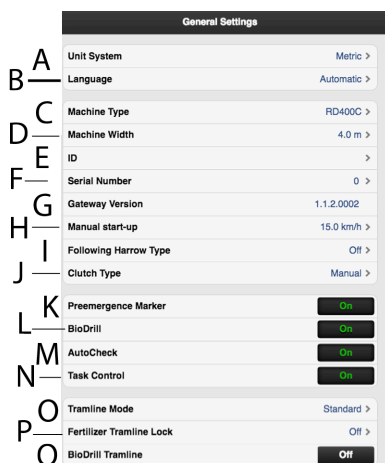 General Settings
A Unit System Metric >
B Language Automatic >
C Machine Type RD400C >
D Machine Width 4.0 m >
E ID >
F Serial Number 0 >
G Gateway Version 1.1.2.0002
H Manual start-up 15.0 km/h >
I Following Harrow Type Off >
J Clutch Type Manual >
K Preemergence Marker On
L BioDrill On
M AutoCheck On
N Task Control On
O Tramline Mode Standard >
P Fertilizer Tramline Lock Off >
Q BioDrill Tramline Off